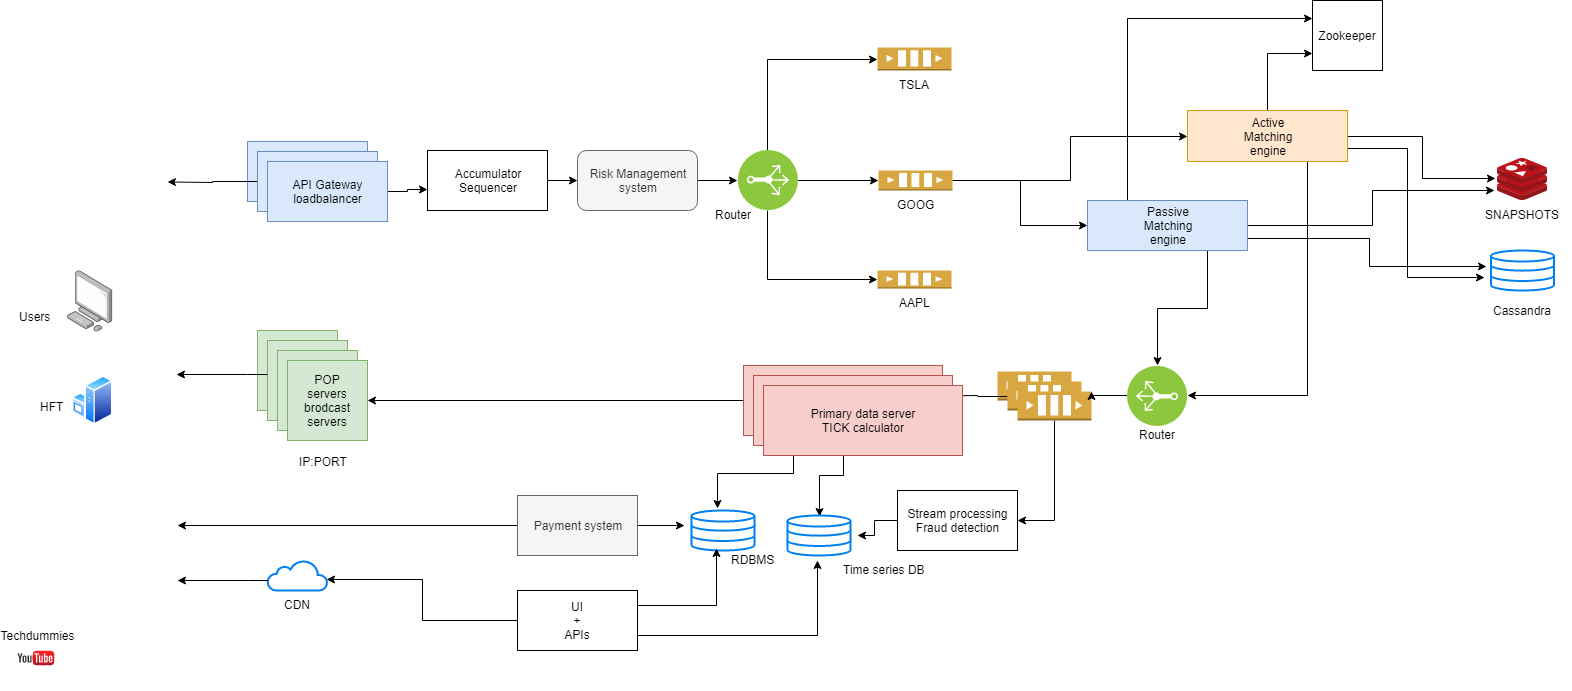 Zookeeper
TSLA
Active
Matching
engine
API Gateway
loadbalancer
Accumulator
Sequencer
Risk Management
system
Router
GOOG
Passive
Matching
engine
SNAPSHOTS
AAPL
Cassandra
Users
HFT
POP
servers
brodcast
servers
IP:PORT
Primary data server
TICK calculator
Router
Payment system
RDBMS
Stream processing
Fraud detection
Time series DB
CDN
UI
+
APIs
Techdummies
YouTube